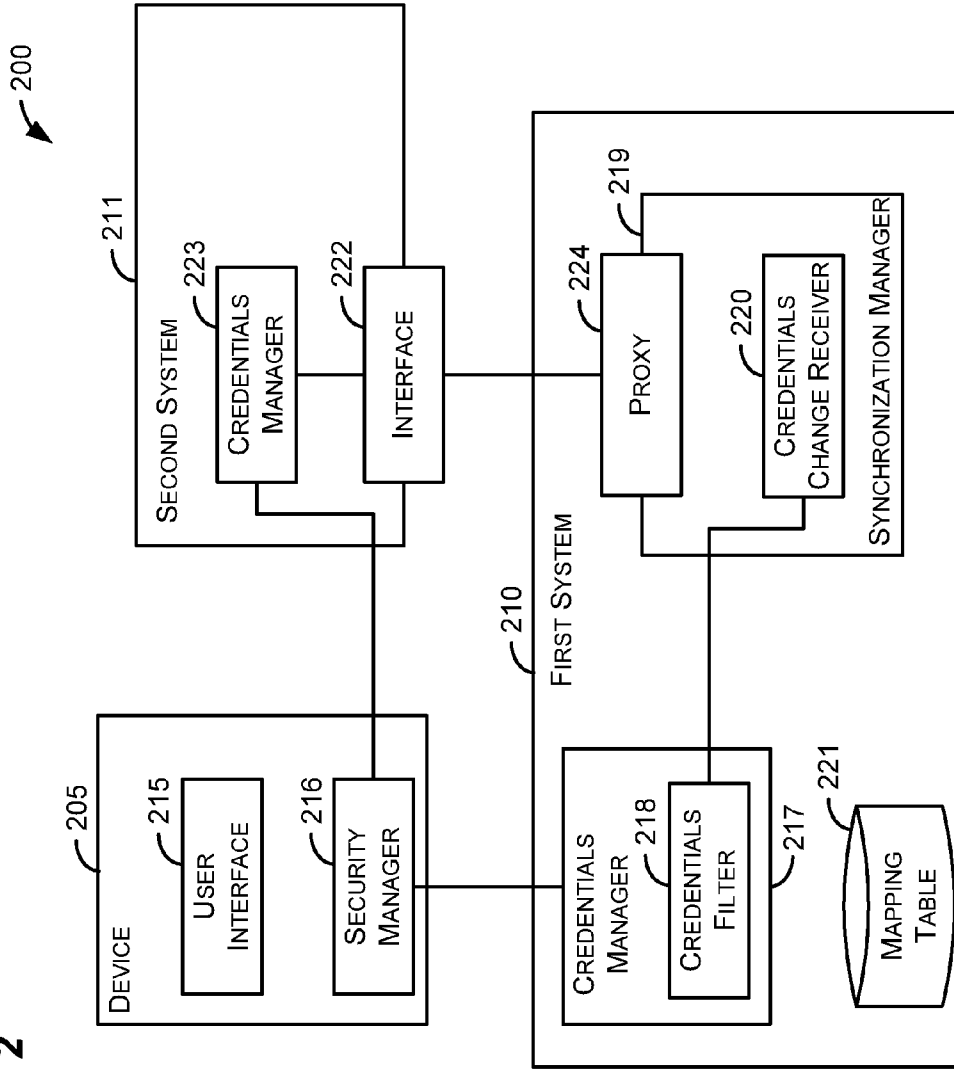 2
200
205
DEVICE
215
USER
INTERFACE
216
SECURITY
MANAGER
211
SECOND SYSTEM
223
CREDENTIALS
MANAGER
222
INTERFACE
210
FIRST SYSTEM
CREDENTIALS
MANAGER
218
CREDENTIALS
FILTER
217
221
MAPPING
TABLE
224
PROXY
219
220
CREDENTIALS
CHANGE RECEIVER
SYNCHRONIZATION MANAGER